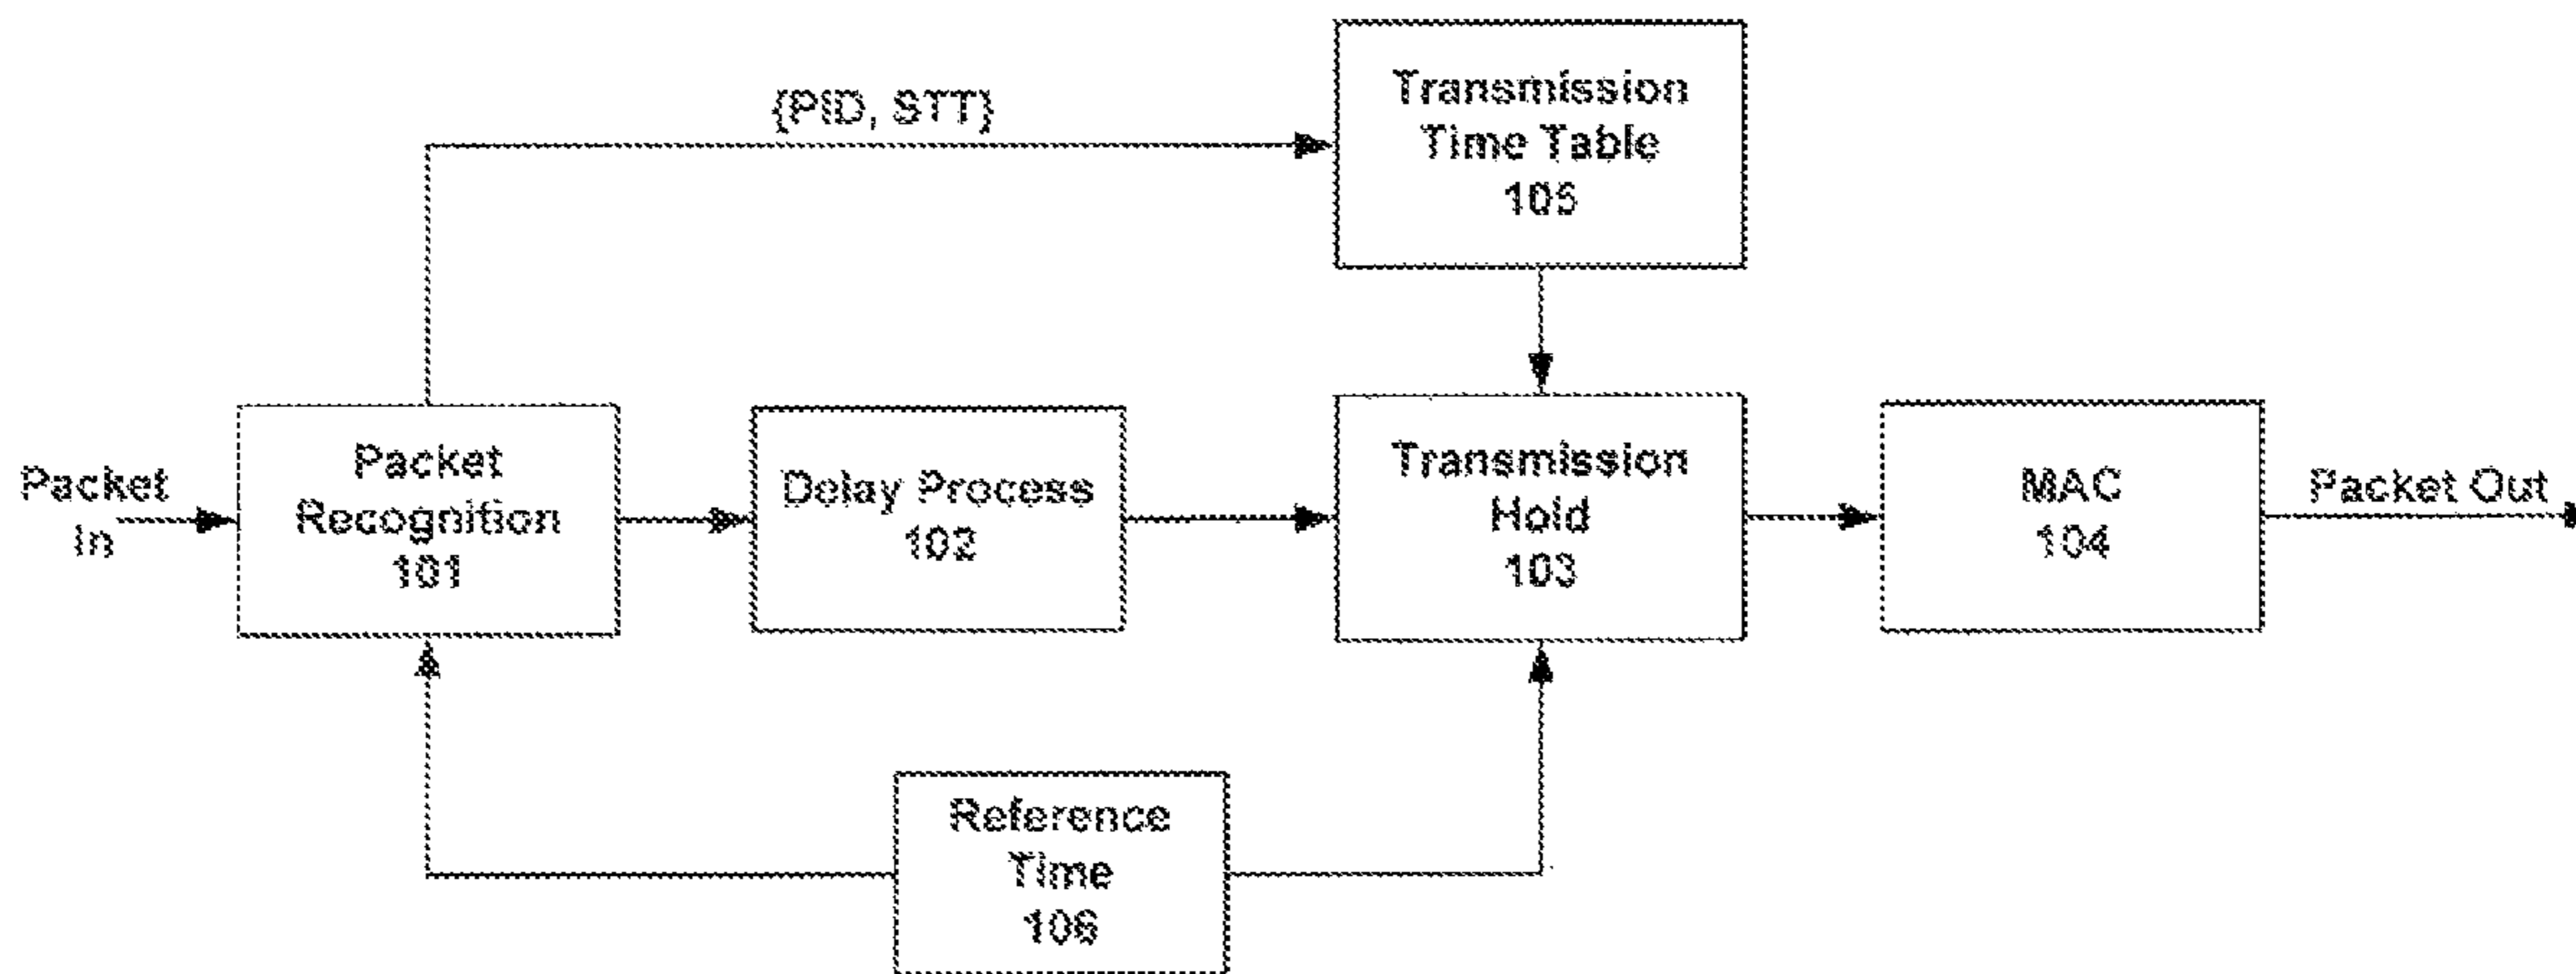 {PID, STT}
Transmission
Time Table
105
Packet
In
Packet
Recognition
101
Delay Process
102
Transmission
Hold
103
MAC
104
Packet Out
Reference
Time
106